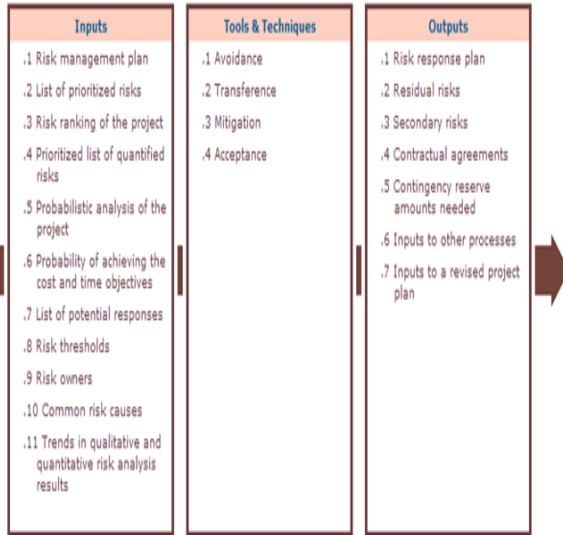 Inputs
.1 Risk management plan
.2 List of prioritized risks
.3 Risk ranking of the project
.4 Prioritized list of quantified
risks
.5 Probabilistic analysis of the
project
.6 Probability of achieving the
cost and time objectives
.7 List of potential responses
.8 Risk thresholds
.9 Risk owners
.10 Common risk causes
.11 Trends in qualitative and
quantitative risk analysis
results
Tools & Techniques
.1 Avoidance
.2 Transference
.3 Mitigation
.4 Acceptance
Outputs
.1 Risk response plan
.2 Residual risks
.3 Secondary risks
.4 Contractual agreements
.5 Contingency reserve
amounts needed
.6 Inputs to other processes
.7 Inputs to a revised project
plan